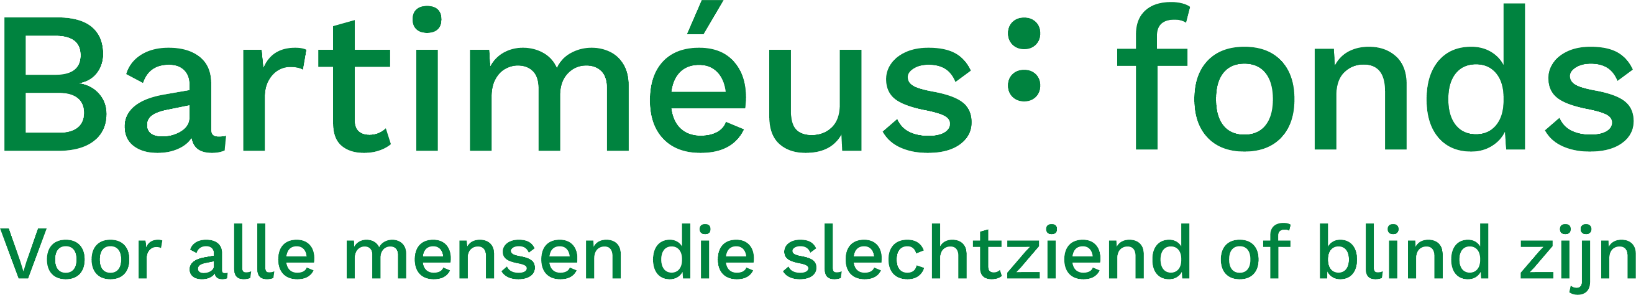 Bartiméus: fonds
Voor alle mensen die slechtziend of blind zijn